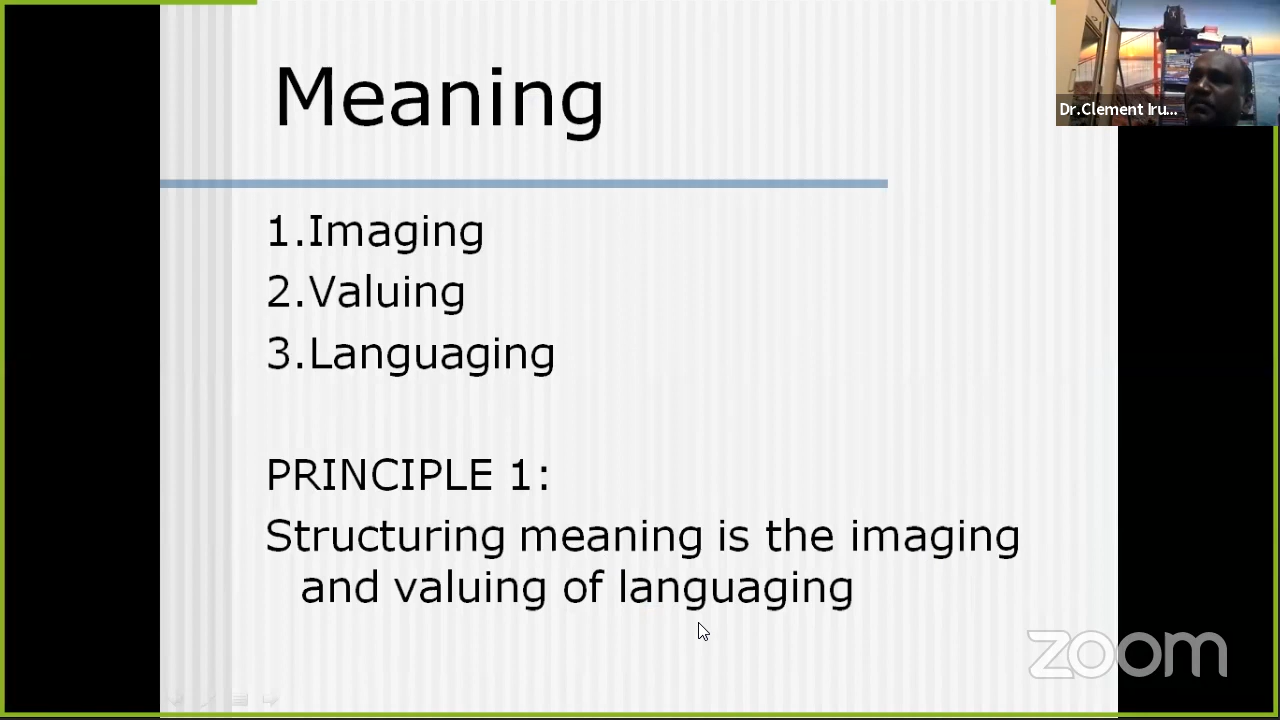 Meaning
Dr.Clement Iru...
1.Imaging
2.Valuing
3.Languaging
PRINCIPLE 1:
Structuring meaning is the imaging
and valuing of languaging
zoom